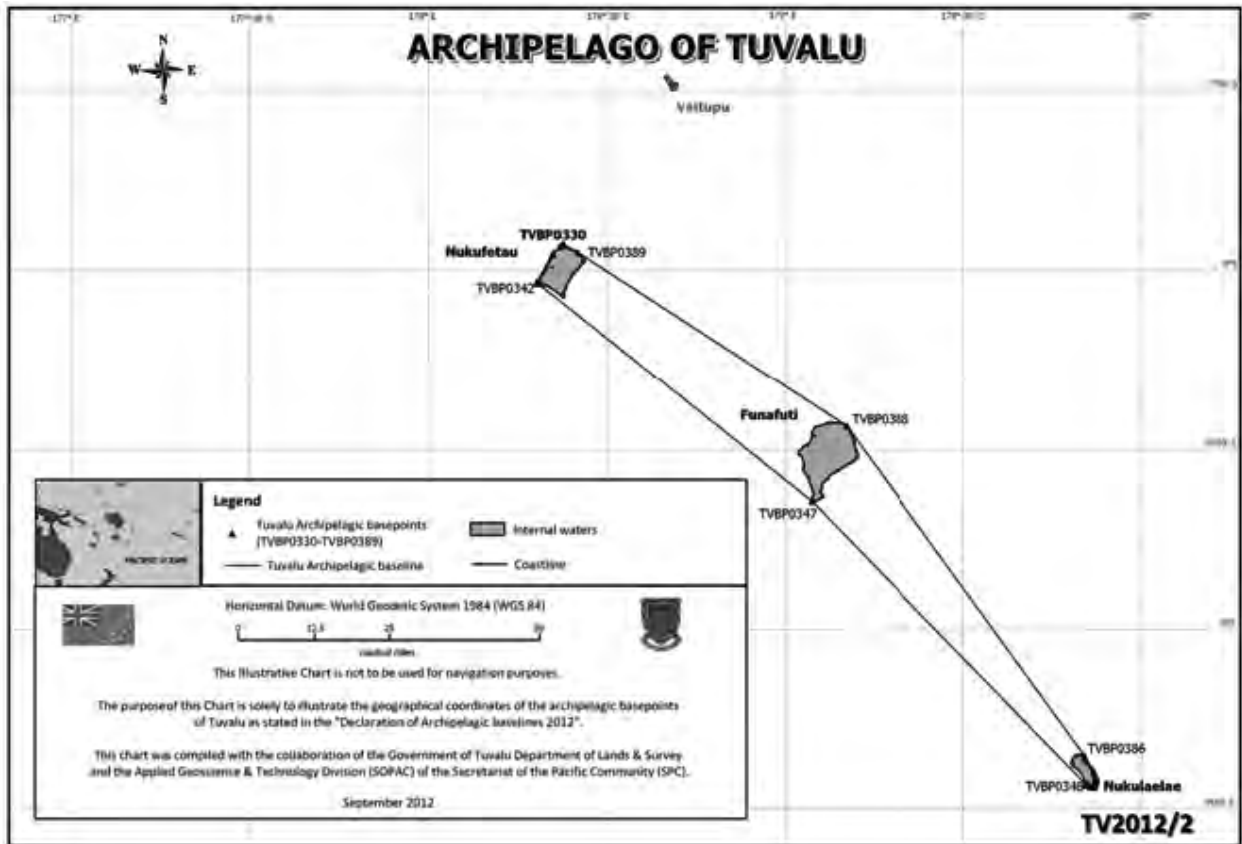 ARCHIPELAGO OF TUVALU
N
W E
S
Vaitupu
TVBP0330
Nukufetau
TVBP0389
TVBP0342
Funafuti
TVBP0388
TVBP0347
TVBP0386
Nukulaelae
TV2012/2
Legend
Tuvalu Archipelagic basepoints
(TVBP0330-TVBP0389)
Internal waters
Tuvalu Archipelagic baseline
Coastline
PACIFIC OCEAN
Horizontal Datum: World Geodetic System 1984 (WGS 84)
0 12.5 25 50
nautical miles
This Illustrative Chart is not to be used for navigation purposes.
The purpose of this Chart is solely to illustrate the geographical coordinates of the archipelagic basepoints
of Tuvalu as stated in the "Declaration of Archipelagic baselines 2012".
This chart was compiled with the collaboration of the Government of Tuvalu Department of Lands & Survey
and the Applied Geoscience & Technology Division (SOPAC) of the Secretariat of the Pacific Community (SPC).
September 2012